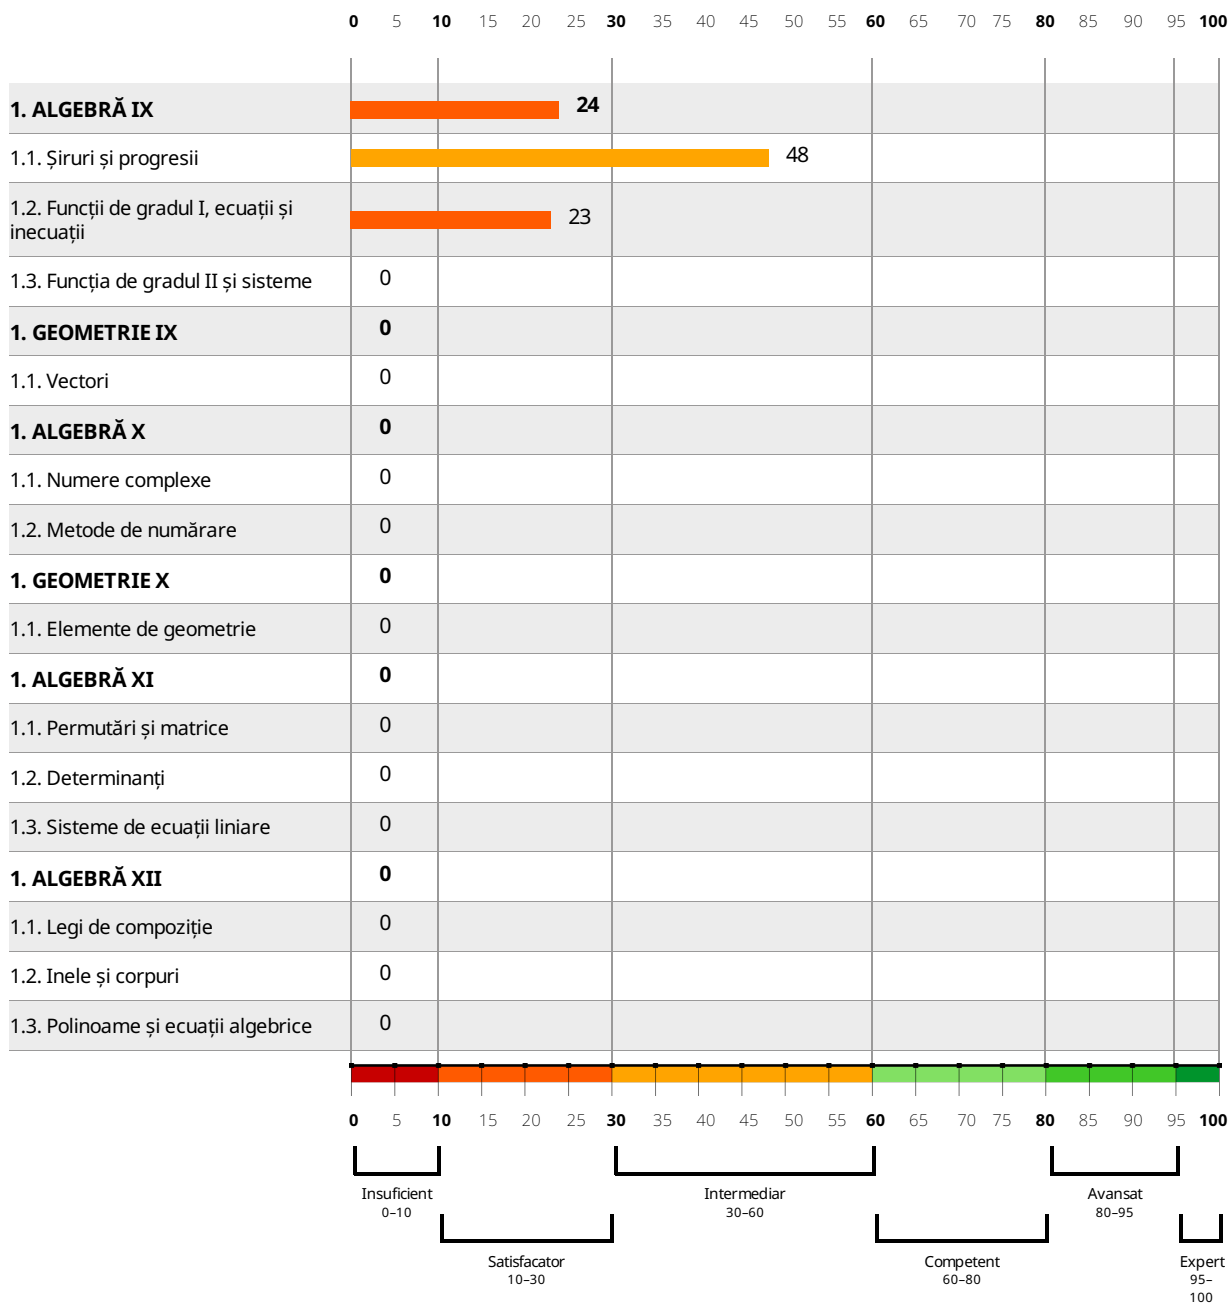 0 5 10 15 20 25 30 35 40 45 50 55 60 65 70 75 80 85 90 95 100
1. ALGEBRĂ IX 24
1.1. Șiruri și progresii 48
1.2. Funcții de gradul I, ecuații și
inecuații 23
1.3. Funcția de gradul II și sisteme 0
1. GEOMETRIE IX 0
1.1. Vectori 0
1. ALGEBRĂ X 0
1.1. Numere complexe 0
1.2. Metode de numărare 0
1. GEOMETRIE X 0
1.1. Elemente de geometrie 0
1. ALGEBRĂ XI 0
1.1. Permutări și matrice 0
1.2. Determinanți 0
1.3. Sisteme de ecuații liniare 0
1. ALGEBRĂ XII 0
1.1. Legi de compoziție 0
1.2. Inele și corpuri 0
1.3. Polinoame și ecuații algebrice 0
0 5 10 15 20 25 30 35 40 45 50 55 60 65 70 75 80 85 90 95 100
Insuficient Intermediar Avansat
0–10 30–60 80–95
Satisfacator Competent Expert
10–30 60–80 95–
100